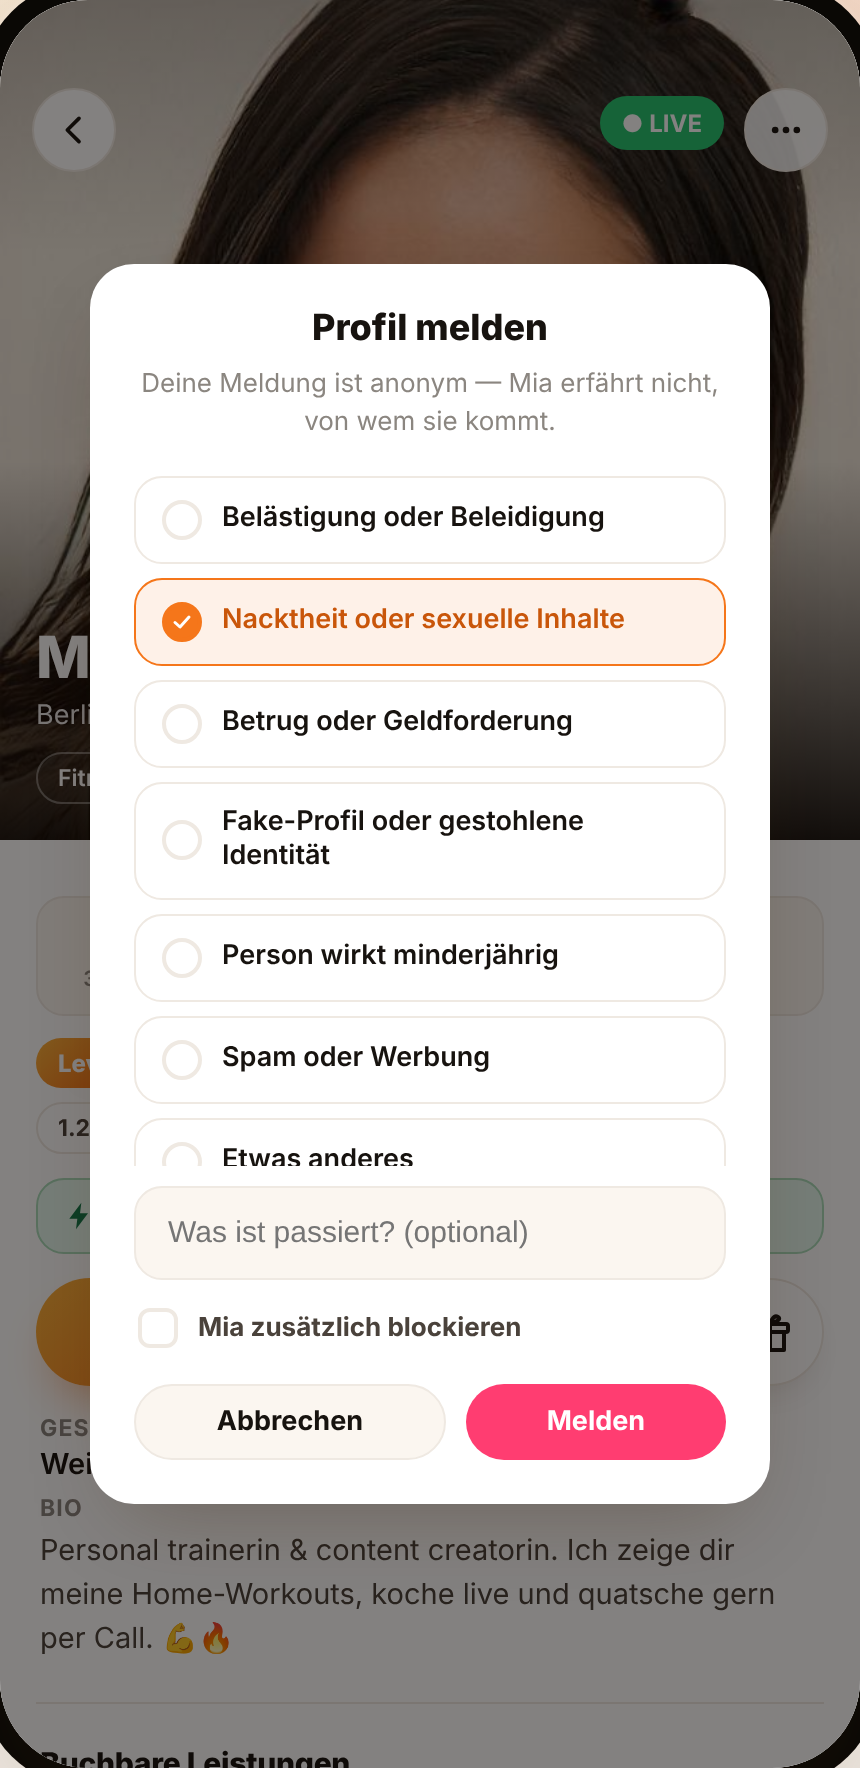 LIVE
Profil melden
Deine Meldung ist anonym — Mia erfährt nicht,
von wem sie kommt.
Belästigung oder Beleidigung
Nacktheit oder sexuelle Inhalte
Betrug oder Geldforderung
Fake-Profil oder gestohlene
Identität
Person wirkt minderjährig
Spam oder Werbung
Etwas anderes
Was ist passiert? (optional)
Mia zusätzlich blockieren
Abbrechen
Melden
BIO
Personal trainerin & content creatorin. Ich zeige dir
meine Home-Workouts, koche live und quatsche gern
per Call. 💪🔥
Buchbare Leistungen